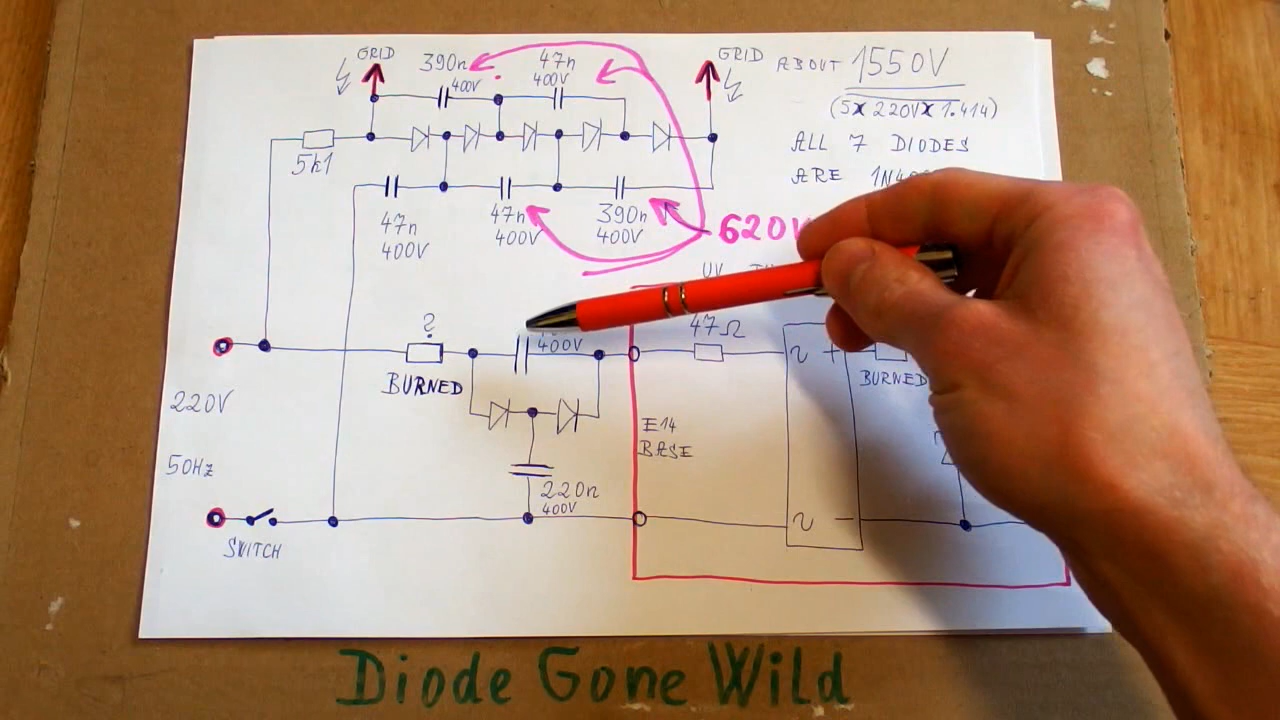 GRID
390n
400V
47n
400V
GRID
ABOUT 1550V
(5X 220V X 1.414)
ALL 7 DIODES
ARE 1N4
5k1
47n
400V
47n
400V
390n
400V
620V
UV
?
BURNED
400V
47Ω
~ +
BURNED
220V
50Hz
E14
BASE
220n
400V
~ −
SWITCH
Diode Gone Wild